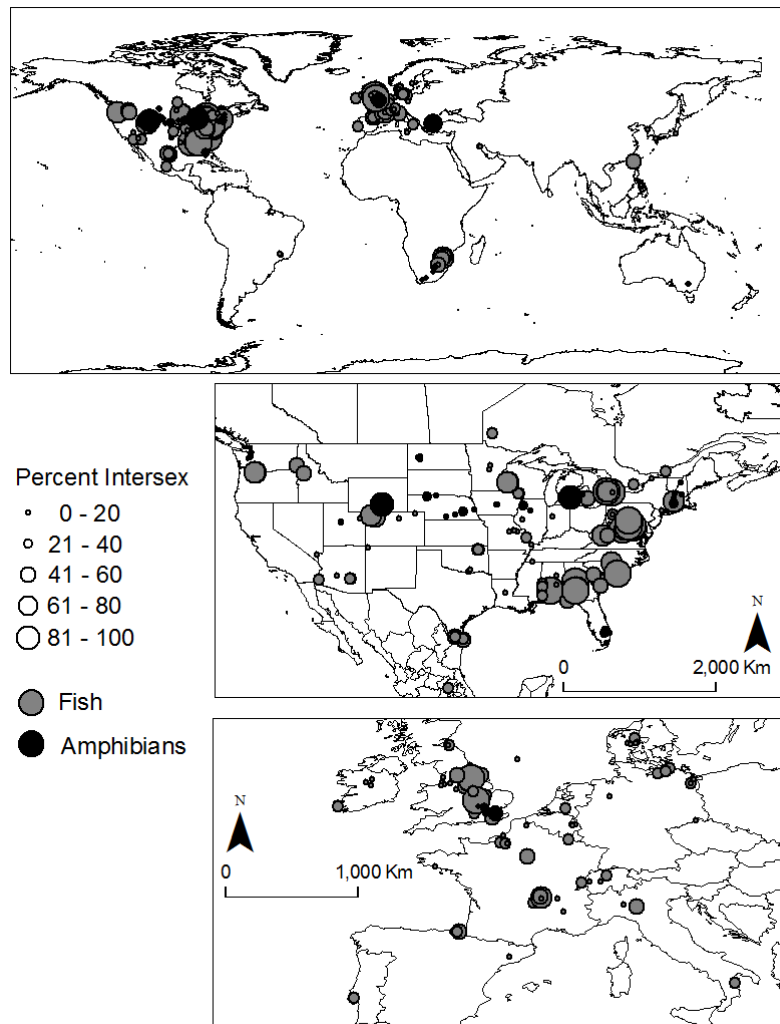 Percent Intersex
0 - 20
21 - 40
41 - 60
61 - 80
81 - 100
Fish
Amphibians
N
0
2,000 Km
N
0
1,000 Km